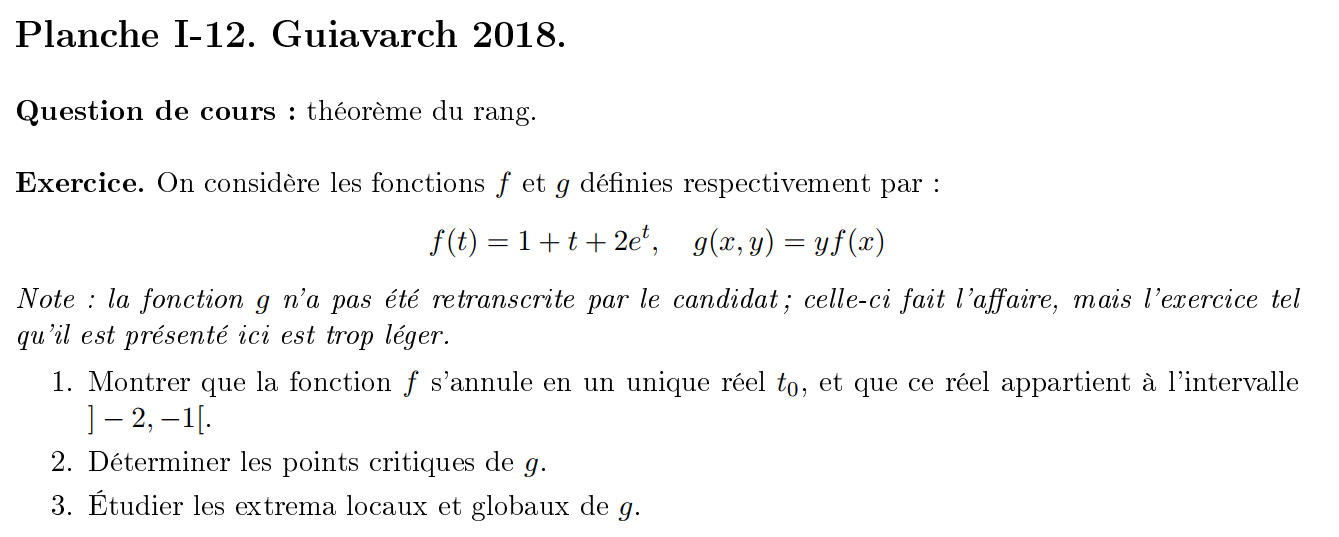 Planche I-12. Guiavarch 2018.
Question de cours : théorème du rang.
Exercice. On considère les fonctions f et g définies respectivement par :
f(t) = 1 + t + 2eᵗ, g(x, y) = yf(x)
Note : la fonction g n'a pas été retranscrite par le candidat ; celle-ci fait l'affaire, mais l'exercice tel
qu'il est présenté ici est trop léger.
1. Montrer que la fonction f s'annule en un unique réel t₀, et que ce réel appartient à l'intervalle
] − 2, −1[.
2. Déterminer les points critiques de g.
3. Étudier les extrema locaux et globaux de g.